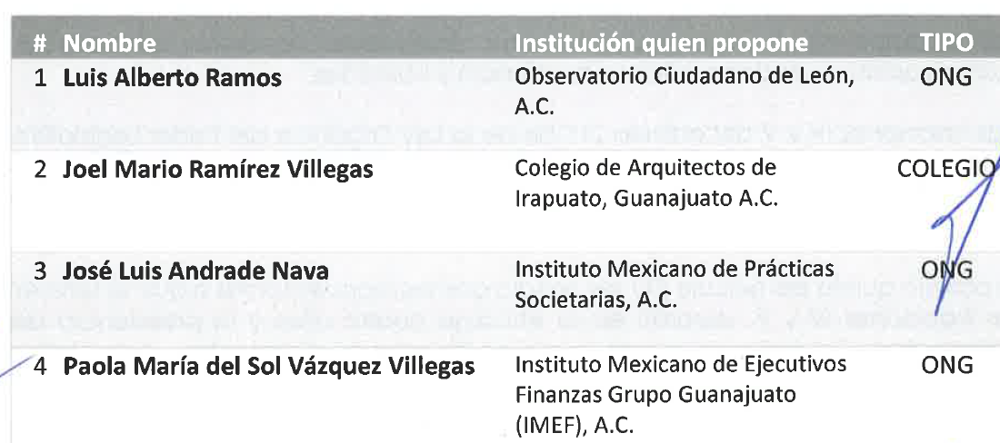 # Nombre Institución quien propone TIPO
1 Luis Alberto Ramos Observatorio Ciudadano de León, ONG
A.C.
2 Joel Mario Ramírez Villegas Colegio de Arquitectos de COLEGIO
Irapuato, Guanajuato A.C.
3 José Luis Andrade Nava Instituto Mexicano de Prácticas ONG
Societarias, A.C.
4 Paola María del Sol Vázquez Villegas Instituto Mexicano de Ejecutivos ONG
Finanzas Grupo Guanajuato
(IMEF), A.C.